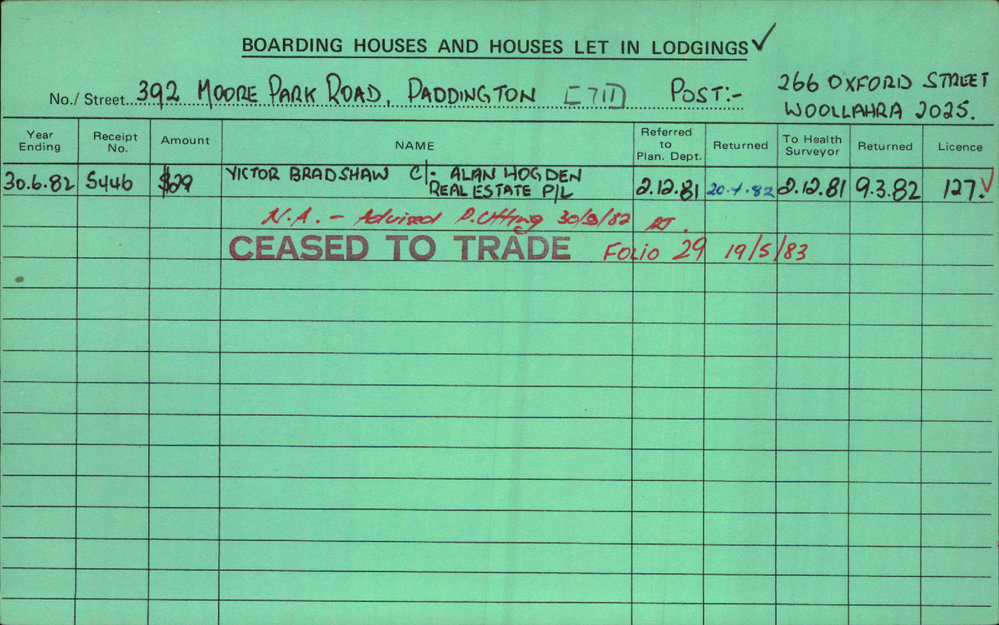 BOARDING HOUSES AND HOUSES LET IN LODGINGS ✓
No./ Street 392 MOORE PARK ROAD, PADDINGTON [711] POST:- 266 OXFORD STREET
WOOLLAHRA 2025.
Year Ending Receipt No. Amount NAME Referred to Plan. Dept. Returned To Health Surveyor Returned Licence
30.6.82 5446 $29 VICTOR BRADSHAW C/- ALAN HOGDEN REAL ESTATE P/L 2.12.81 20.4.82 2.12.81 9.3.82 127. ✓
N.A. - Advised 30/8/82
CEASED TO TRADE FOLIO 29 19/5/83